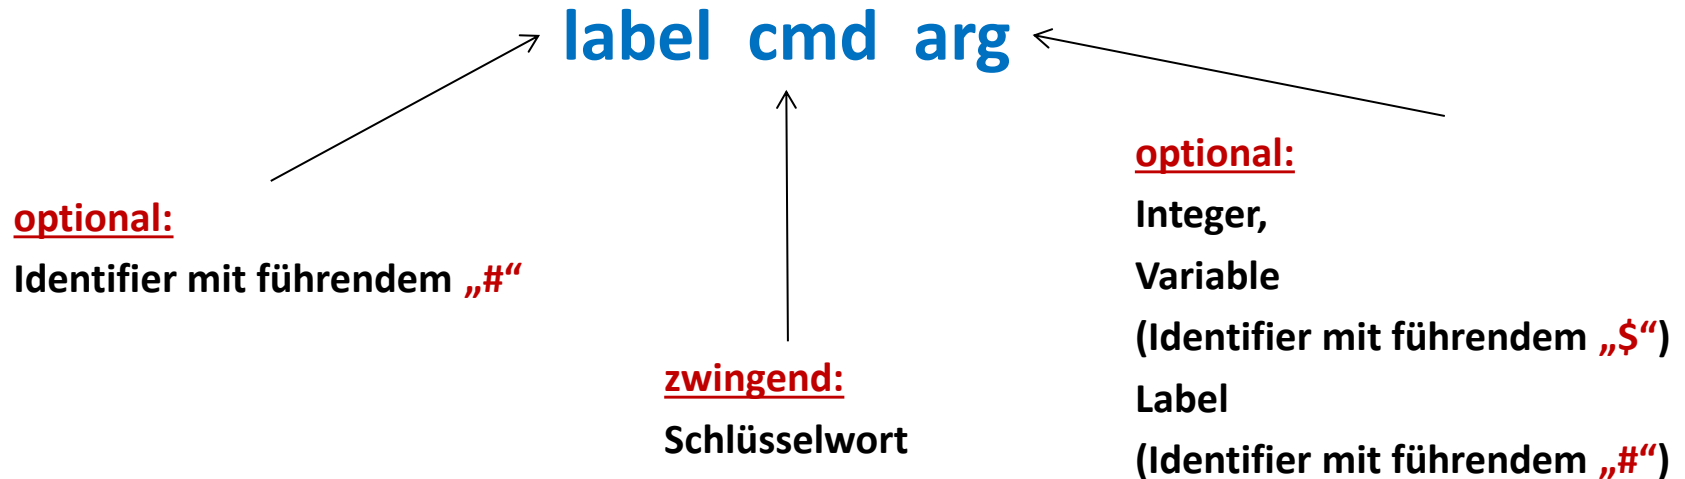 label cmd arg
optional:
Identifier mit führendem „#“
zwingend:
Schlüsselwort
optional:
Integer,
Variable
(Identifier mit führendem „$“)
Label
(Identifier mit führendem „#“)